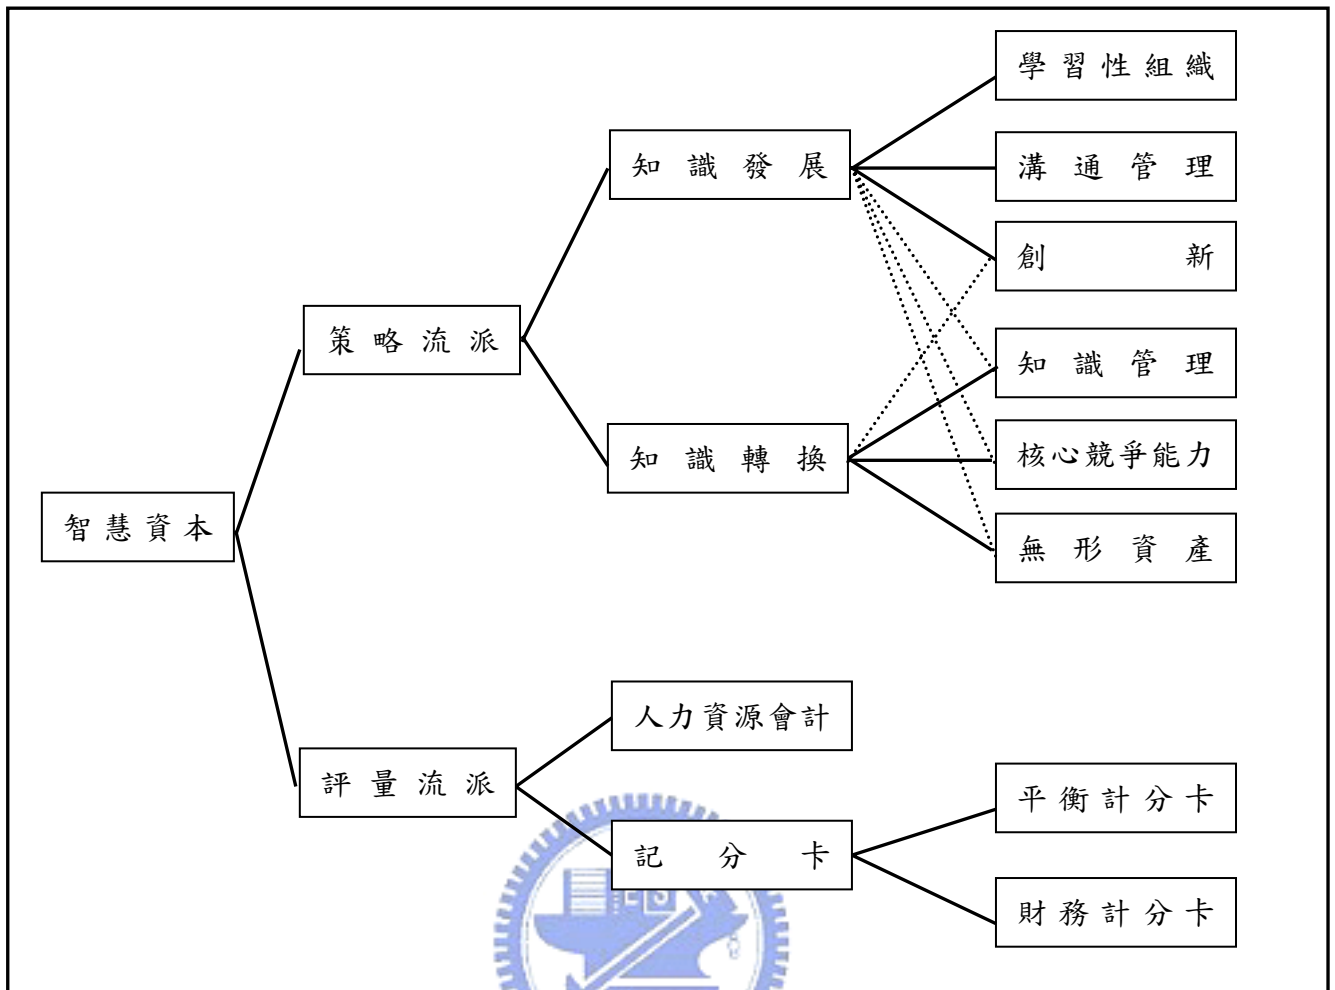 學習性組織
知識發展
溝通管理
創新
策略流派
知識管理
知識轉換
核心競爭能力
智慧資本
無形資產
人力資源會計
評量流派
平衡計分卡
記分卡
財務計分卡